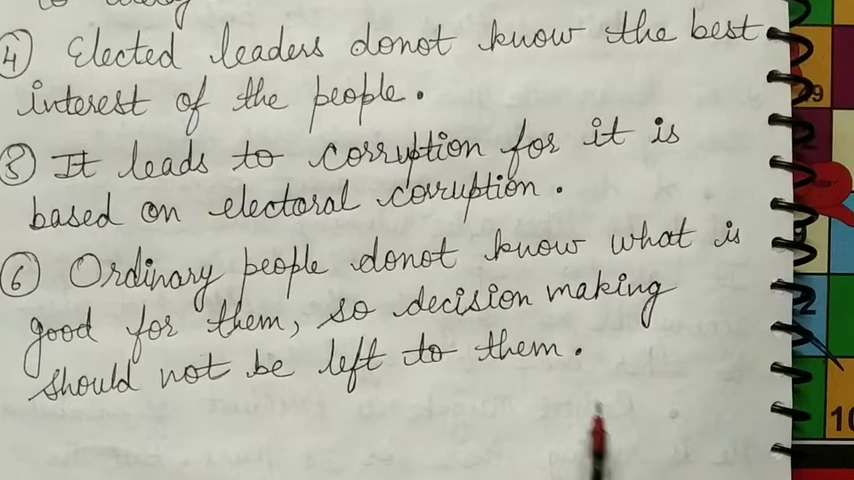 ④ Elected leaders donot know the best
interest of the people.
⑤ It leads to corruption for it is
based on electoral corruption.
⑥ Ordinary people donot know what is
good for them, so decision making
should not be left to them.